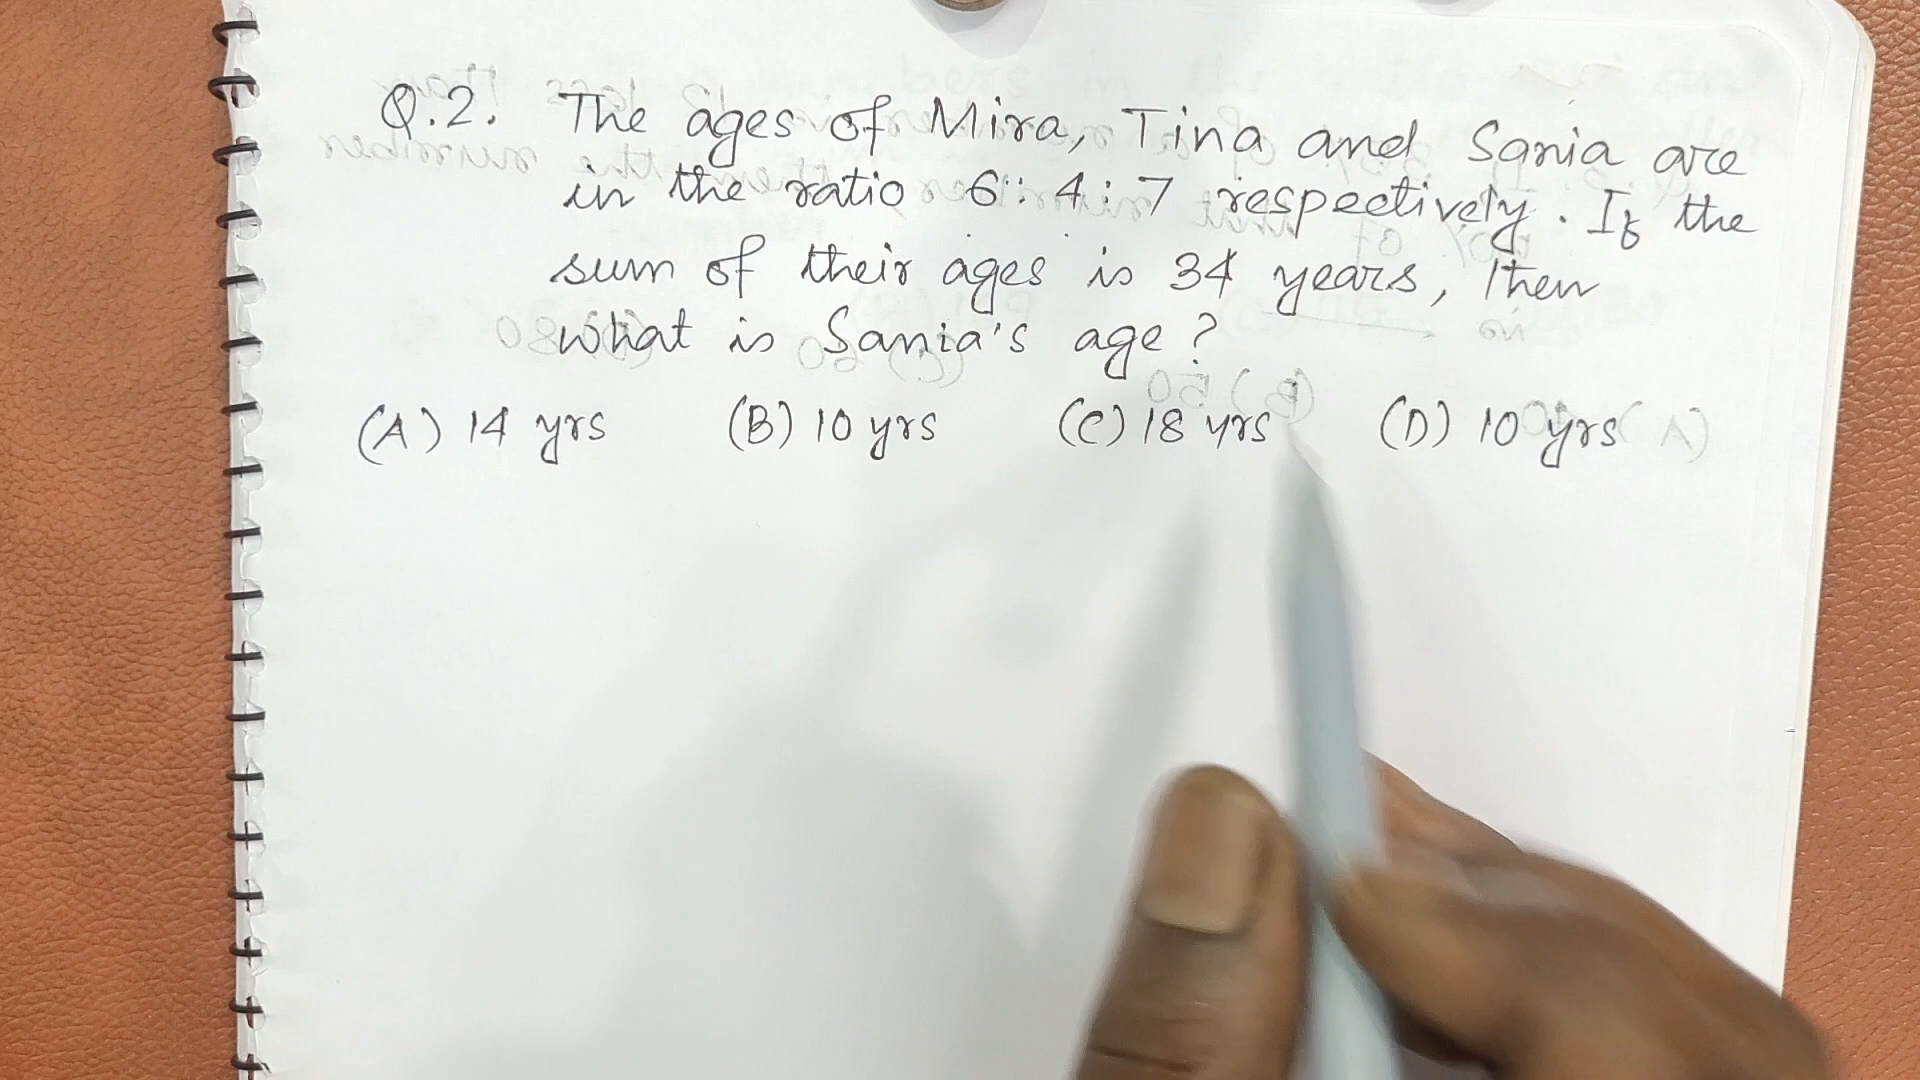 Q.2. The ages of Mira, Tina and Sania are
in the ratio 6 : 4 : 7 respectively. If the
sum of their ages is 34 years, then
what is Sania's age?
(A) 14 yrs (B) 10 yrs (C) 18 yrs (D) 10 yrs